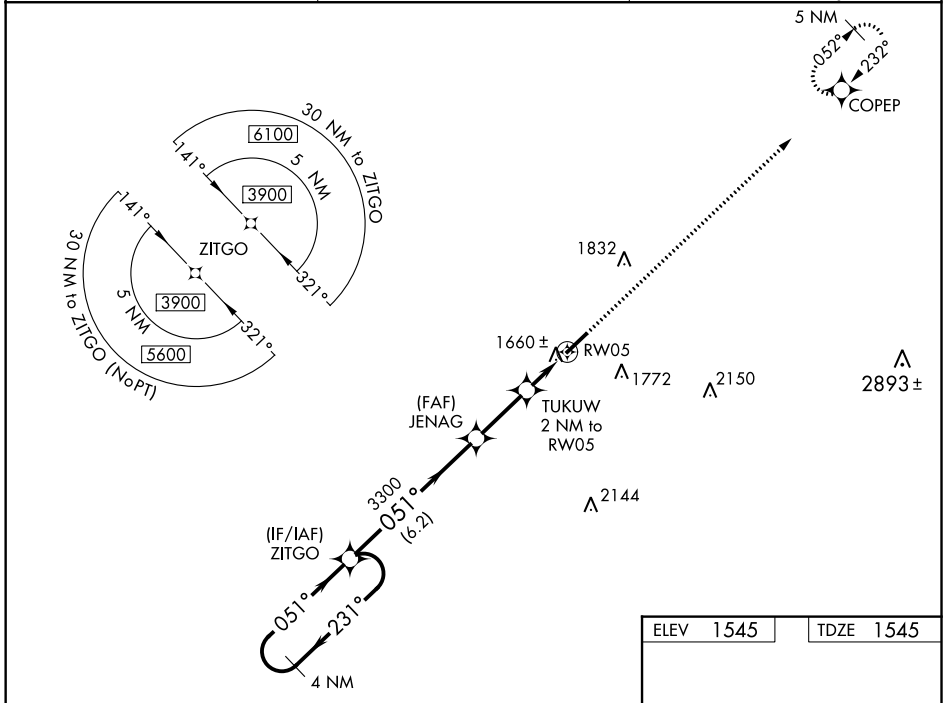 5 NM
052°
232°
COPEP
30 NM to ZITGO
6100
141°
5 NM
3900
321°
141°
ZITGO
30 NM to ZITGO (NoPT)
5 NM
3900
321°
5600
1832
1660 ±
RW05
1772
2150
2893 ±
(FAF)
JENAG
TUKUW
2 NM to
RW05
3300
051°
(6.2)
2144
(IF/IAF)
ZITGO
051°
231°
4 NM
ELEV 1545
TDZE 1545